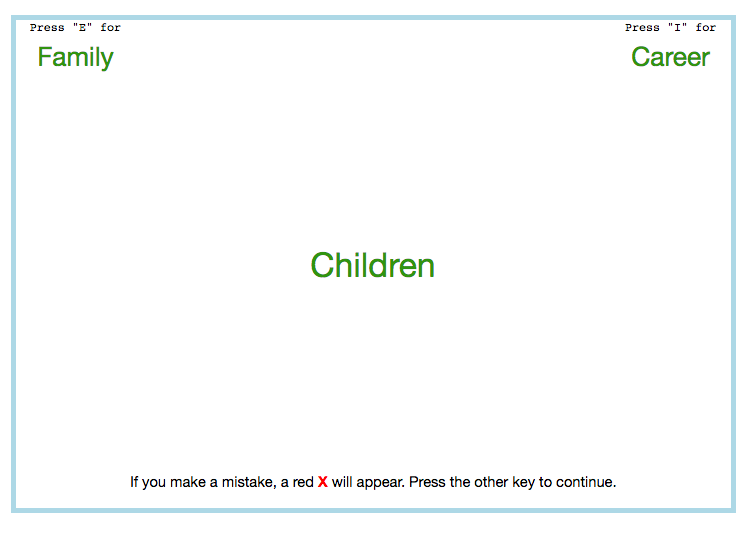 Press "E" for
Press "I" for
Family
Career
Children
If you make a mistake, a red X will appear. Press the other key to continue.